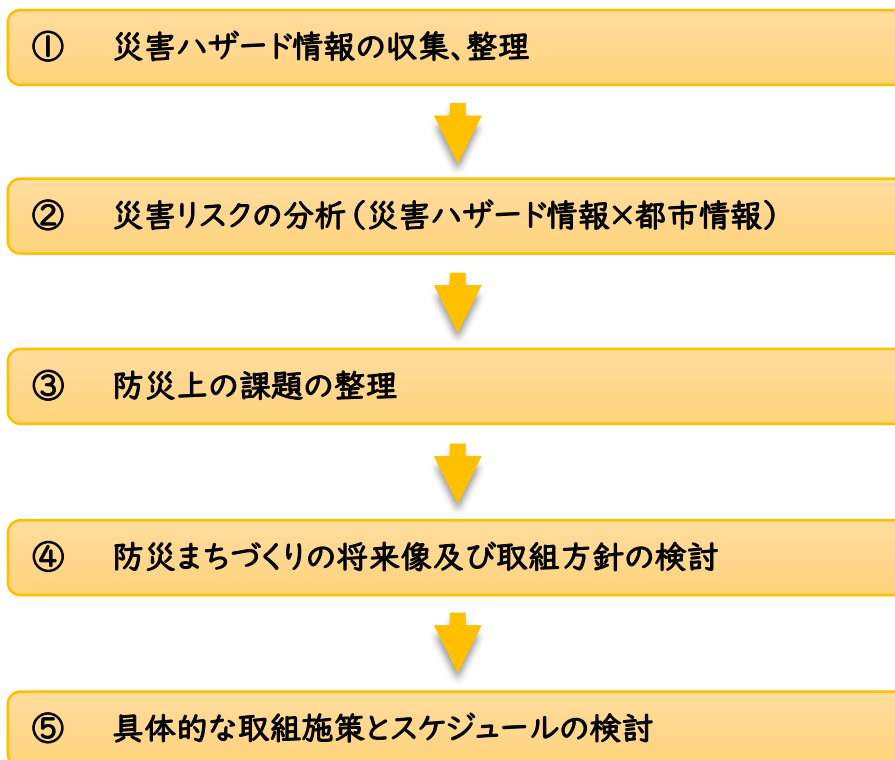 ① 災害ハザード情報の収集、整理
② 災害リスクの分析（災害ハザード情報×都市情報）
③ 防災上の課題の整理
④ 防災まちづくりの将来像及び取組方針の検討
⑤ 具体的な取組施策とスケジュールの検討